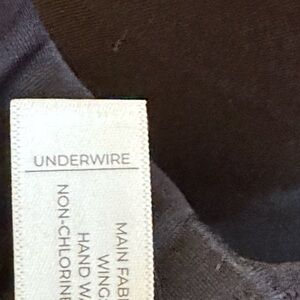 UNDERWIRE
MAIN FAB
WING
HAND WA
NON-CHLORINE